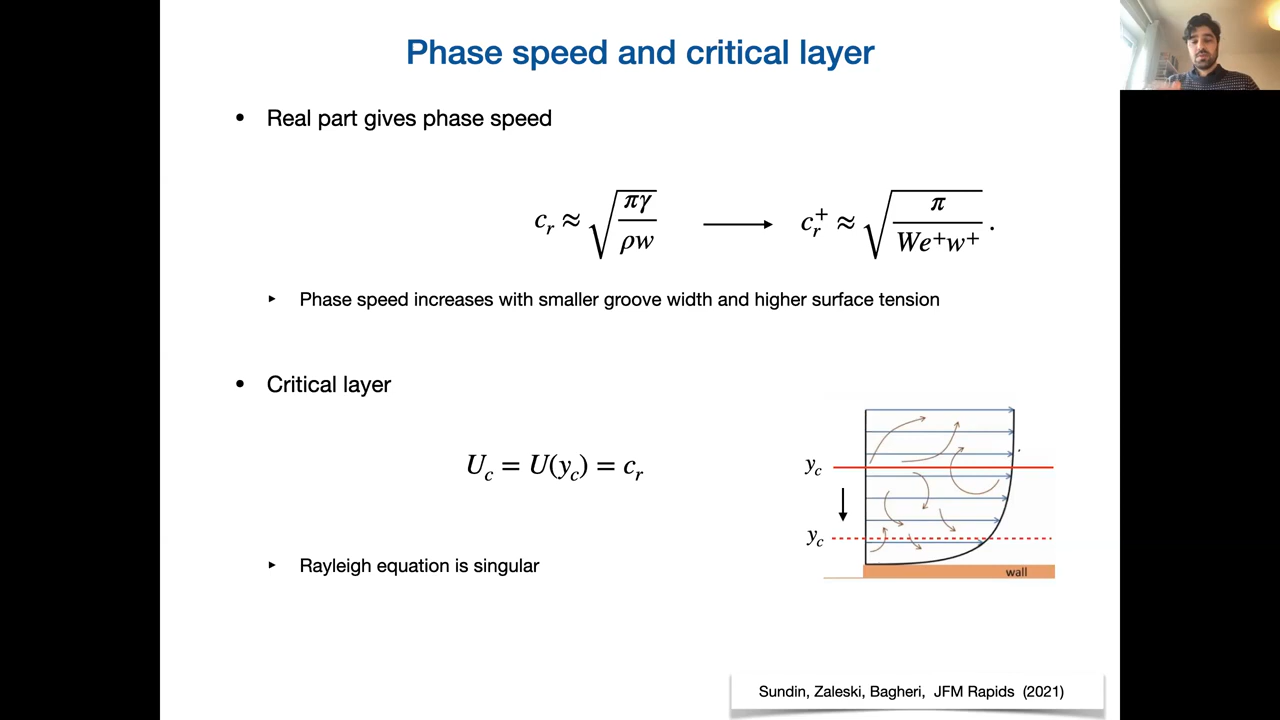 Phase speed and critical layer
• Real part gives phase speed
c_r ≈ √(πγ/ρw) ⟶ c_r^+ ≈ √(π/We^+w^+) .
‣ Phase speed increases with smaller groove width and higher surface tension
• Critical layer
U_c = U(y_c) = c_r
y_c
y_c
wall
‣ Rayleigh equation is singular
Sundin, Zaleski, Bagheri, JFM Rapids (2021)